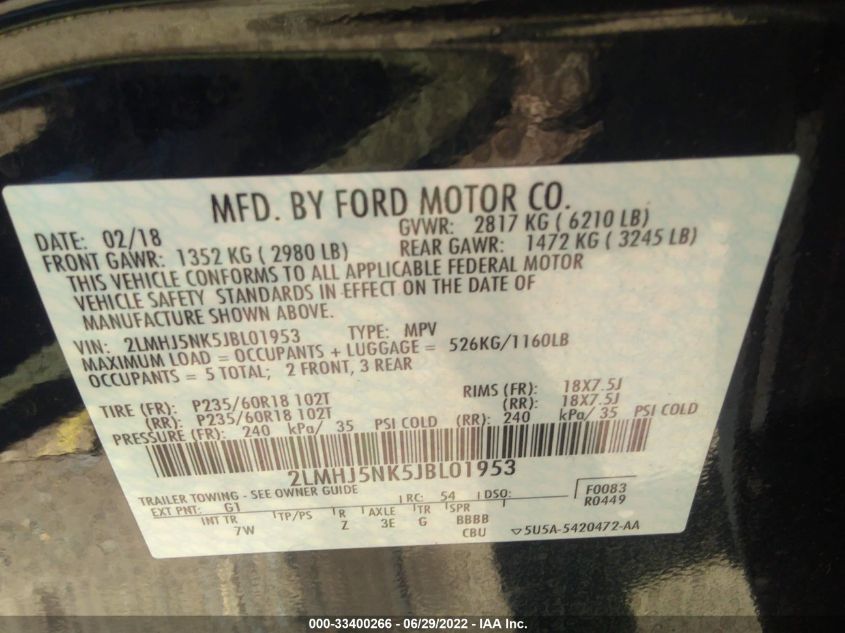 MFD. BY FORD MOTOR CO.
DATE: 02/18 GVWR: 2817 KG ( 6210 LB)
FRONT GAWR: 1352 KG ( 2980 LB) REAR GAWR: 1472 KG ( 3245 LB)
THIS VEHICLE CONFORMS TO ALL APPLICABLE FEDERAL MOTOR
VEHICLE SAFETY STANDARDS IN EFFECT ON THE DATE OF
MANUFACTURE SHOWN ABOVE.
VIN: 2LMHJ5NK5JBL01953 TYPE: MPV
MAXIMUM LOAD = OCCUPANTS + LUGGAGE = 526KG/1160LB
OCCUPANTS = 5 TOTAL; 2 FRONT, 3 REAR
TIRE (FR): P235/60R18 102T RIMS (FR): 18X7.5J
(RR): P235/60R18 102T (RR): 18X7.5J
PRESSURE (FR): 240 kPa/ 35 PSI COLD (RR): 240 kPa/ 35 PSI COLD
2LMHJ5NK5JBL01953
TRAILER TOWING - SEE OWNER GUIDE
EXT PNT: G1 RC: 54 DSO: F0083
R0449
INT TR TP/PS R AXLE TR SPR
7W Z 3E G BBBB
CBU 5U5A-5420472-AA
000-33400266 - 06/29/2022 - IAA Inc.